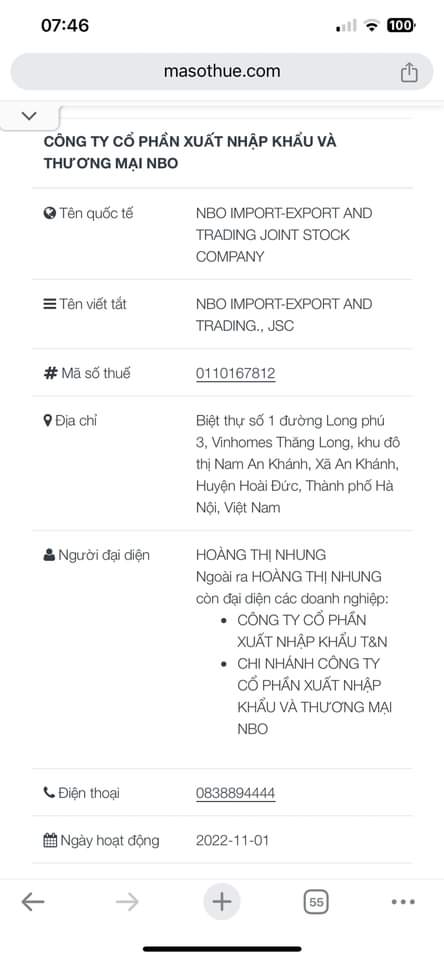 07:46
100
masothue.com
CÔNG TY CỔ PHẦN XUẤT NHẬP KHẨU VÀ
THƯƠNG MẠI NBO
Tên quốc tế
NBO IMPORT-EXPORT AND
TRADING JOINT STOCK
COMPANY
Tên viết tắt
NBO IMPORT-EXPORT AND
TRADING., JSC
Mã số thuế
0110167812
Địa chỉ
Biệt thự số 1 đường Long phú
3, Vinhomes Thăng Long, khu đô
thị Nam An Khánh, Xã An Khánh,
Huyện Hoài Đức, Thành phố Hà
Nội, Việt Nam
Người đại diện
HOÀNG THỊ NHUNG
Ngoài ra HOÀNG THỊ NHUNG
còn đại diện các doanh nghiệp:
CÔNG TY CỔ PHẦN
XUẤT NHẬP KHẨU T&N
CHI NHÁNH CÔNG TY
CỔ PHẦN XUẤT NHẬP
KHẨU VÀ THƯƠNG MẠI
NBO
Điện thoại
0838894444
Ngày hoạt động
2022-11-01
55